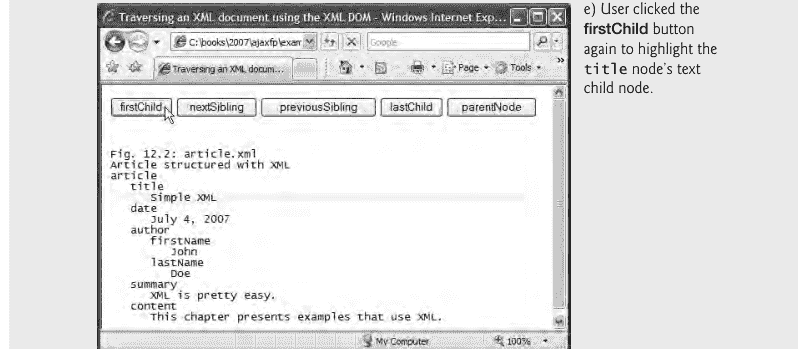 Traversing an XML document using the XML DOM - Windows Internet Exp...
C:\books\2007\ajaxfp\exam
Google
Traversing an XML docum...
Page
Tools
firstChild
nextSibling
previousSibling
lastChild
parentNode
Fig. 12.2: article.xml
Article structured with XML
article
title
Simple XML
date
July 4, 2007
author
firstName
John
lastName
Doe
summary
XML is pretty easy.
content
This chapter presents examples that use XML.
My Computer
100%
e) User clicked the
firstChild button
again to highlight the
title node's text
child node.